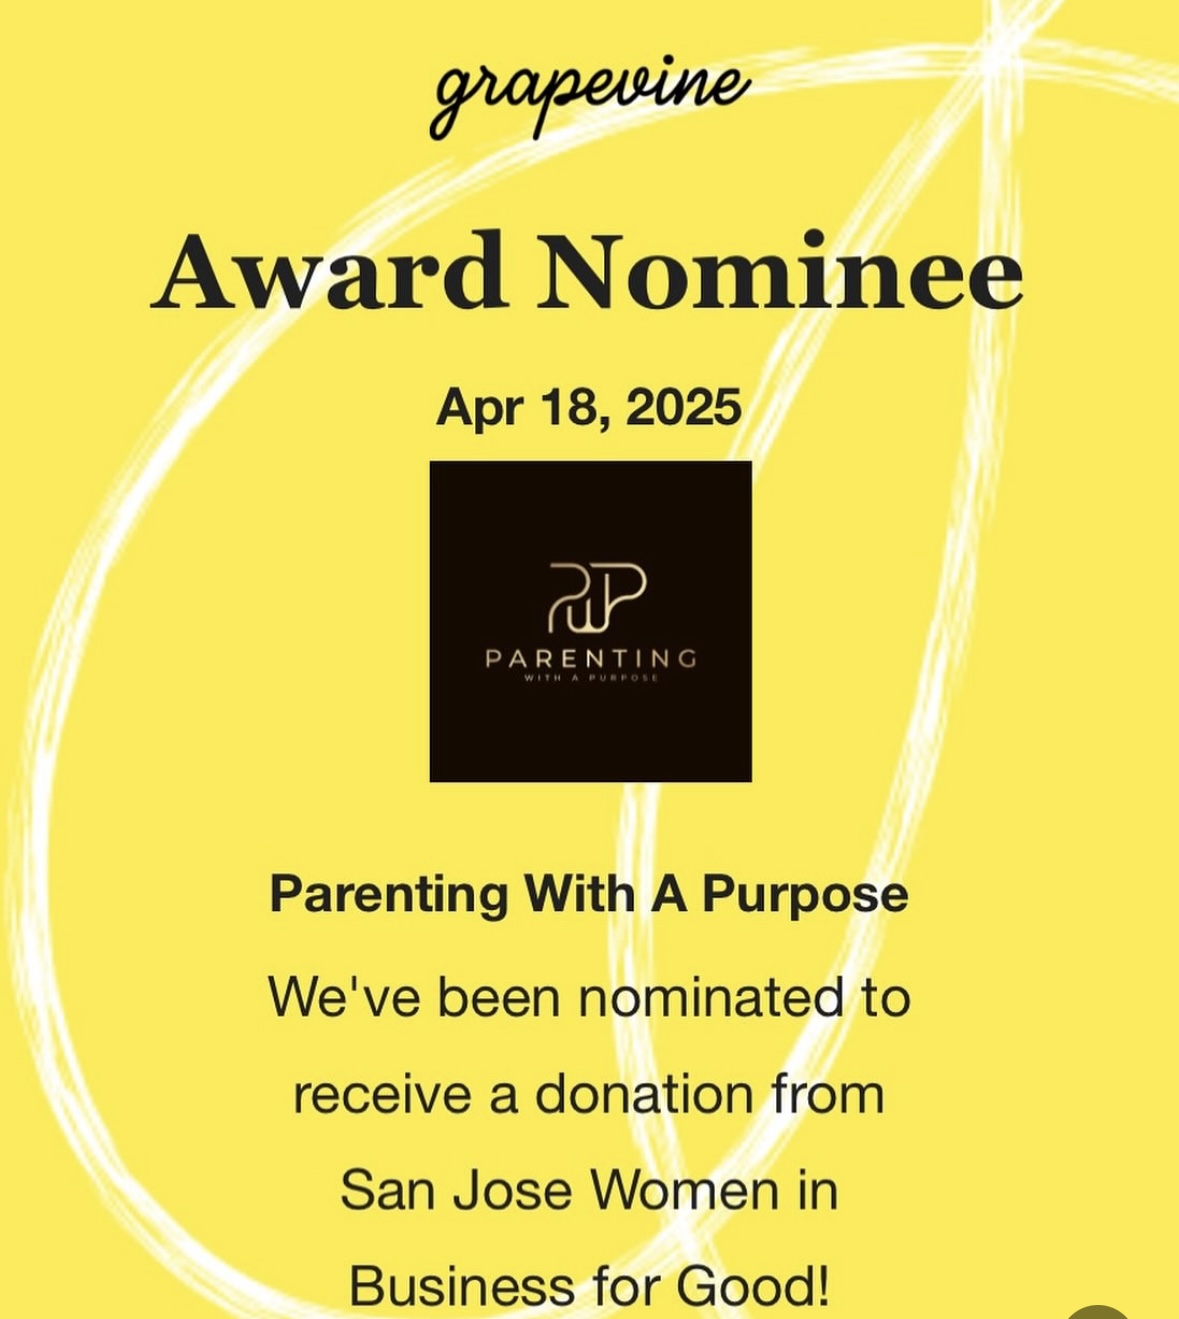 grapevine
Award Nominee
Apr 18, 2025
PWP
PARENTING
WITH A PURPOSE
Parenting With A Purpose
We've been nominated to
receive a donation from
San Jose Women in
Business for Good!